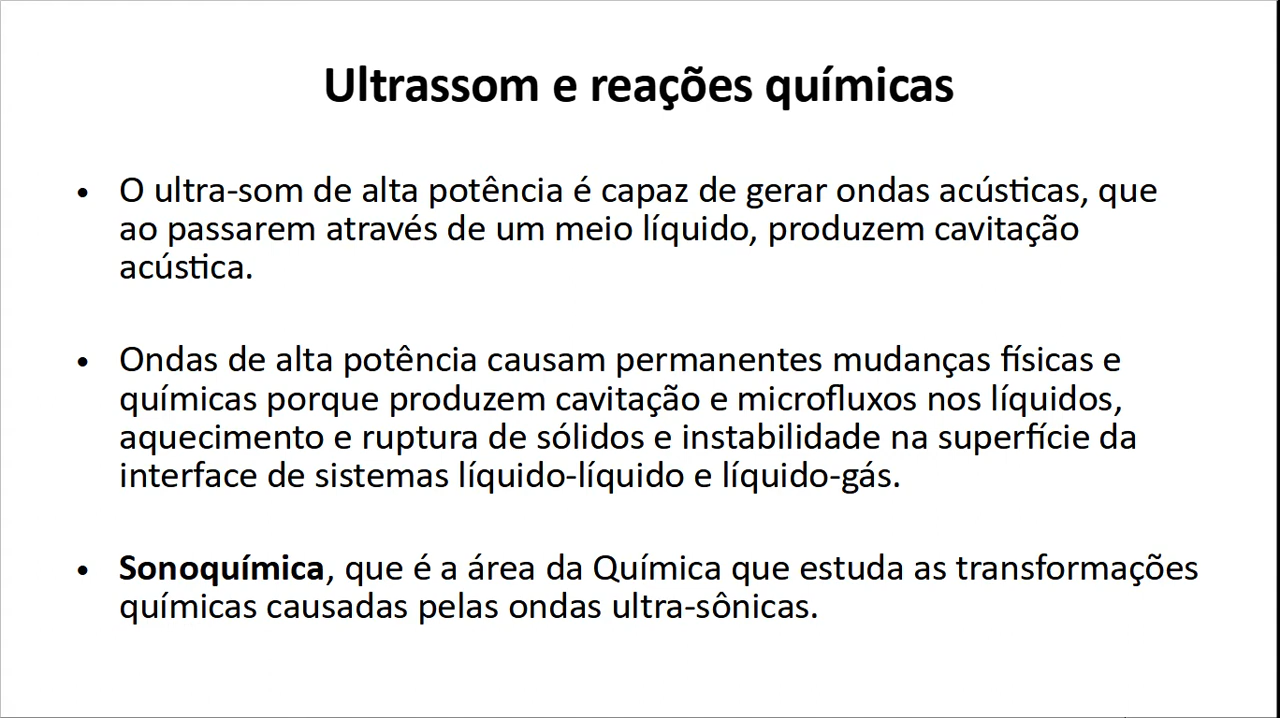 Ultrassom e reações químicas
• O ultra-som de alta potência é capaz de gerar ondas acústicas, que
ao passarem através de um meio líquido, produzem cavitação
acústica.
• Ondas de alta potência causam permanentes mudanças físicas e
químicas porque produzem cavitação e microfluxos nos líquidos,
aquecimento e ruptura de sólidos e instabilidade na superfície da
interface de sistemas líquido-líquido e líquido-gás.
• Sonoquímica, que é a área da Química que estuda as transformações
químicas causadas pelas ondas ultra-sônicas.